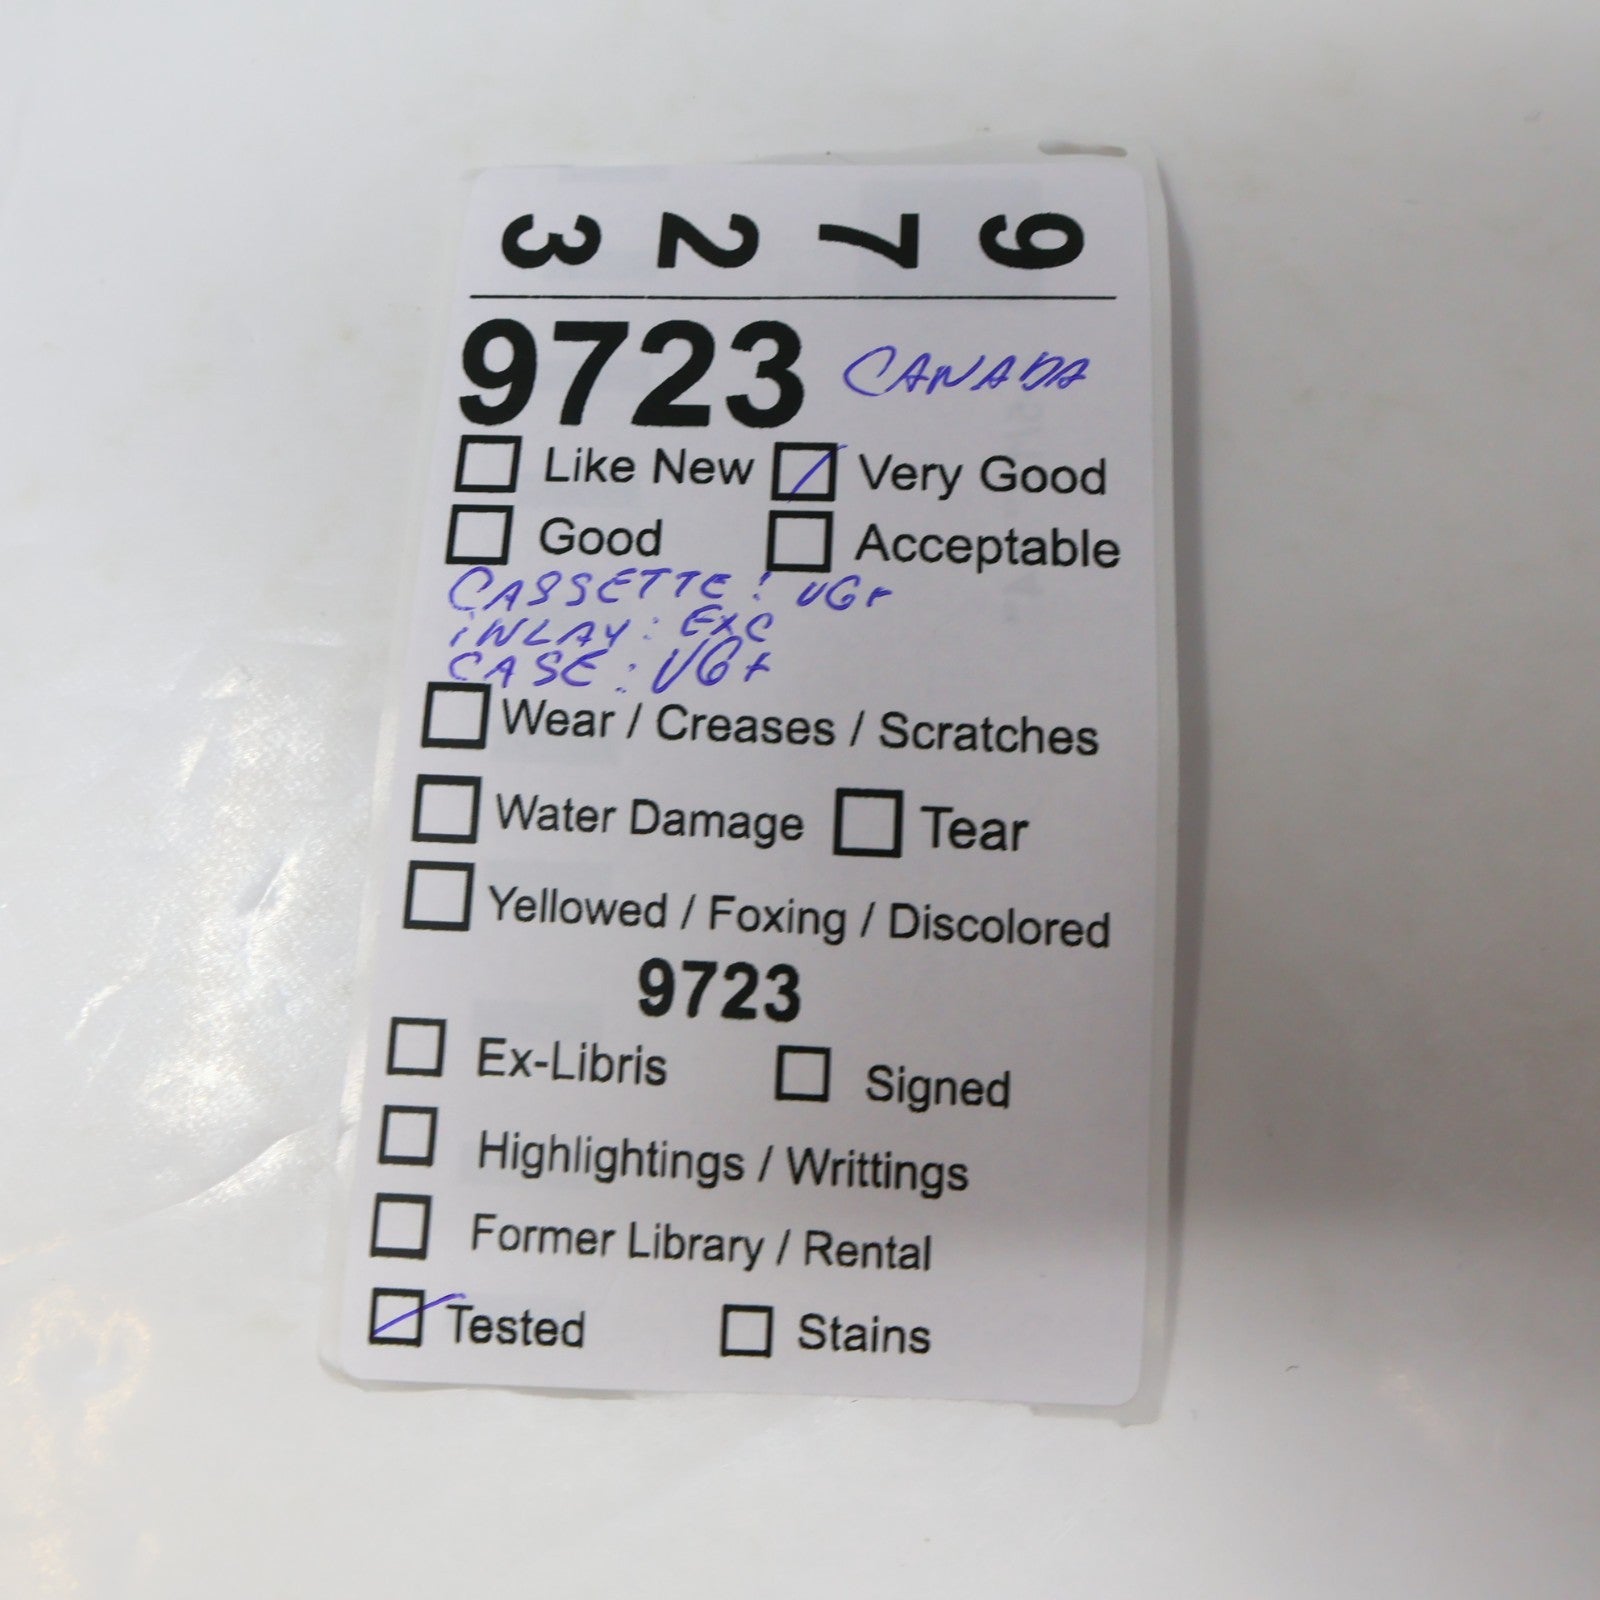 9 7 2 3
9723 CANADA
Like New Very Good
Good Acceptable
CASSETTE: VG+
INLAY: EXC
CASE: VG+
Wear / Creases / Scratches
Water Damage Tear
Yellowed / Foxing / Discolored
9723
Ex-Libris Signed
Highlightings / Writtings
Former Library / Rental
Tested Stains